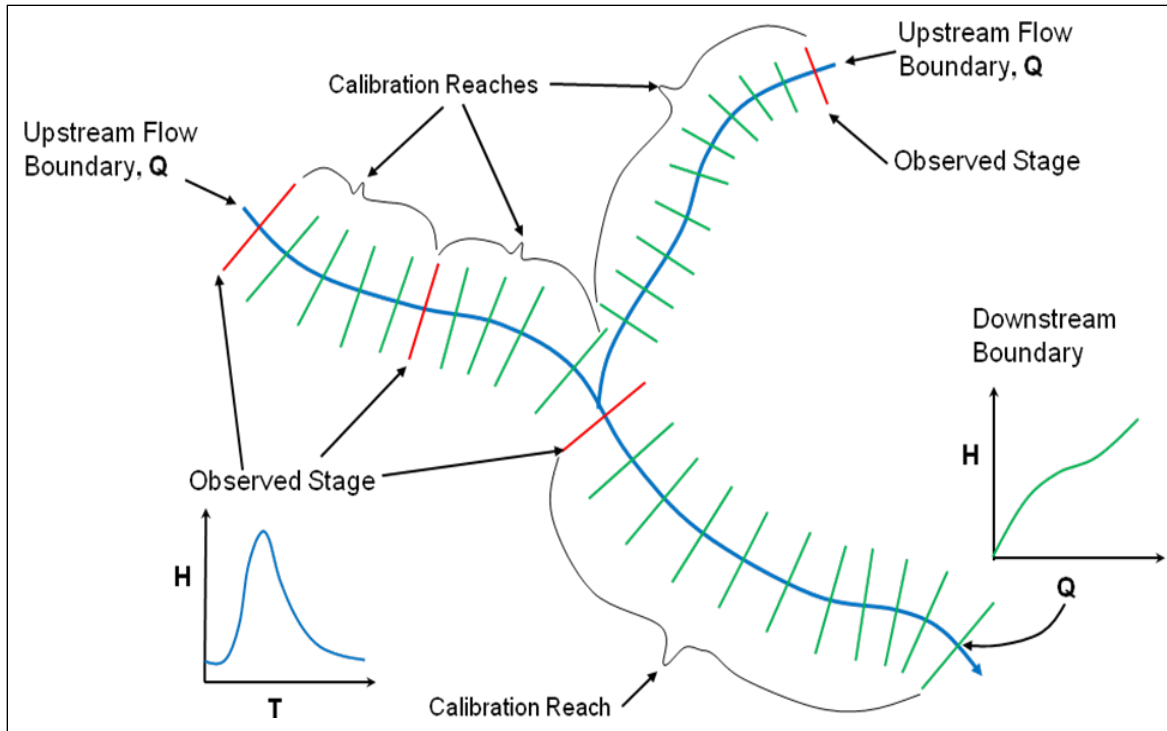 Upstream Flow
Boundary, Q
Calibration Reaches
Upstream Flow
Boundary, Q
Observed Stage
Downstream
Boundary
H
Q
Observed Stage
H
T
Calibration Reach